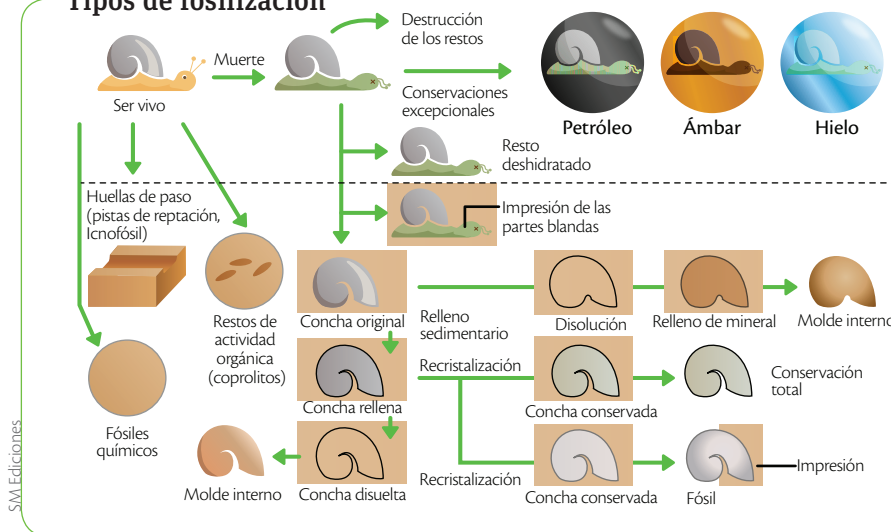 Tipos de fosilización
Destrucción
de los restos
Muerte
Ser vivo
Conservaciones
excepcionales
Petróleo
Ámbar
Hielo
Resto
deshidratado
Huellas de paso
(pistas de reptación,
Icnofósil)
Impresión de las
partes blandas
Restos de
actividad
orgánica
(coprolitos)
Concha original
Relleno
sedimentario
Disolución
Relleno de mineral
Molde interno
Recristalización
Concha rellena
Concha conservada
Conservación
total
Fósiles
químicos
Molde interno
Concha disuelta
Recristalización
Concha conservada
Fósil
Impresión
SM Ediciones